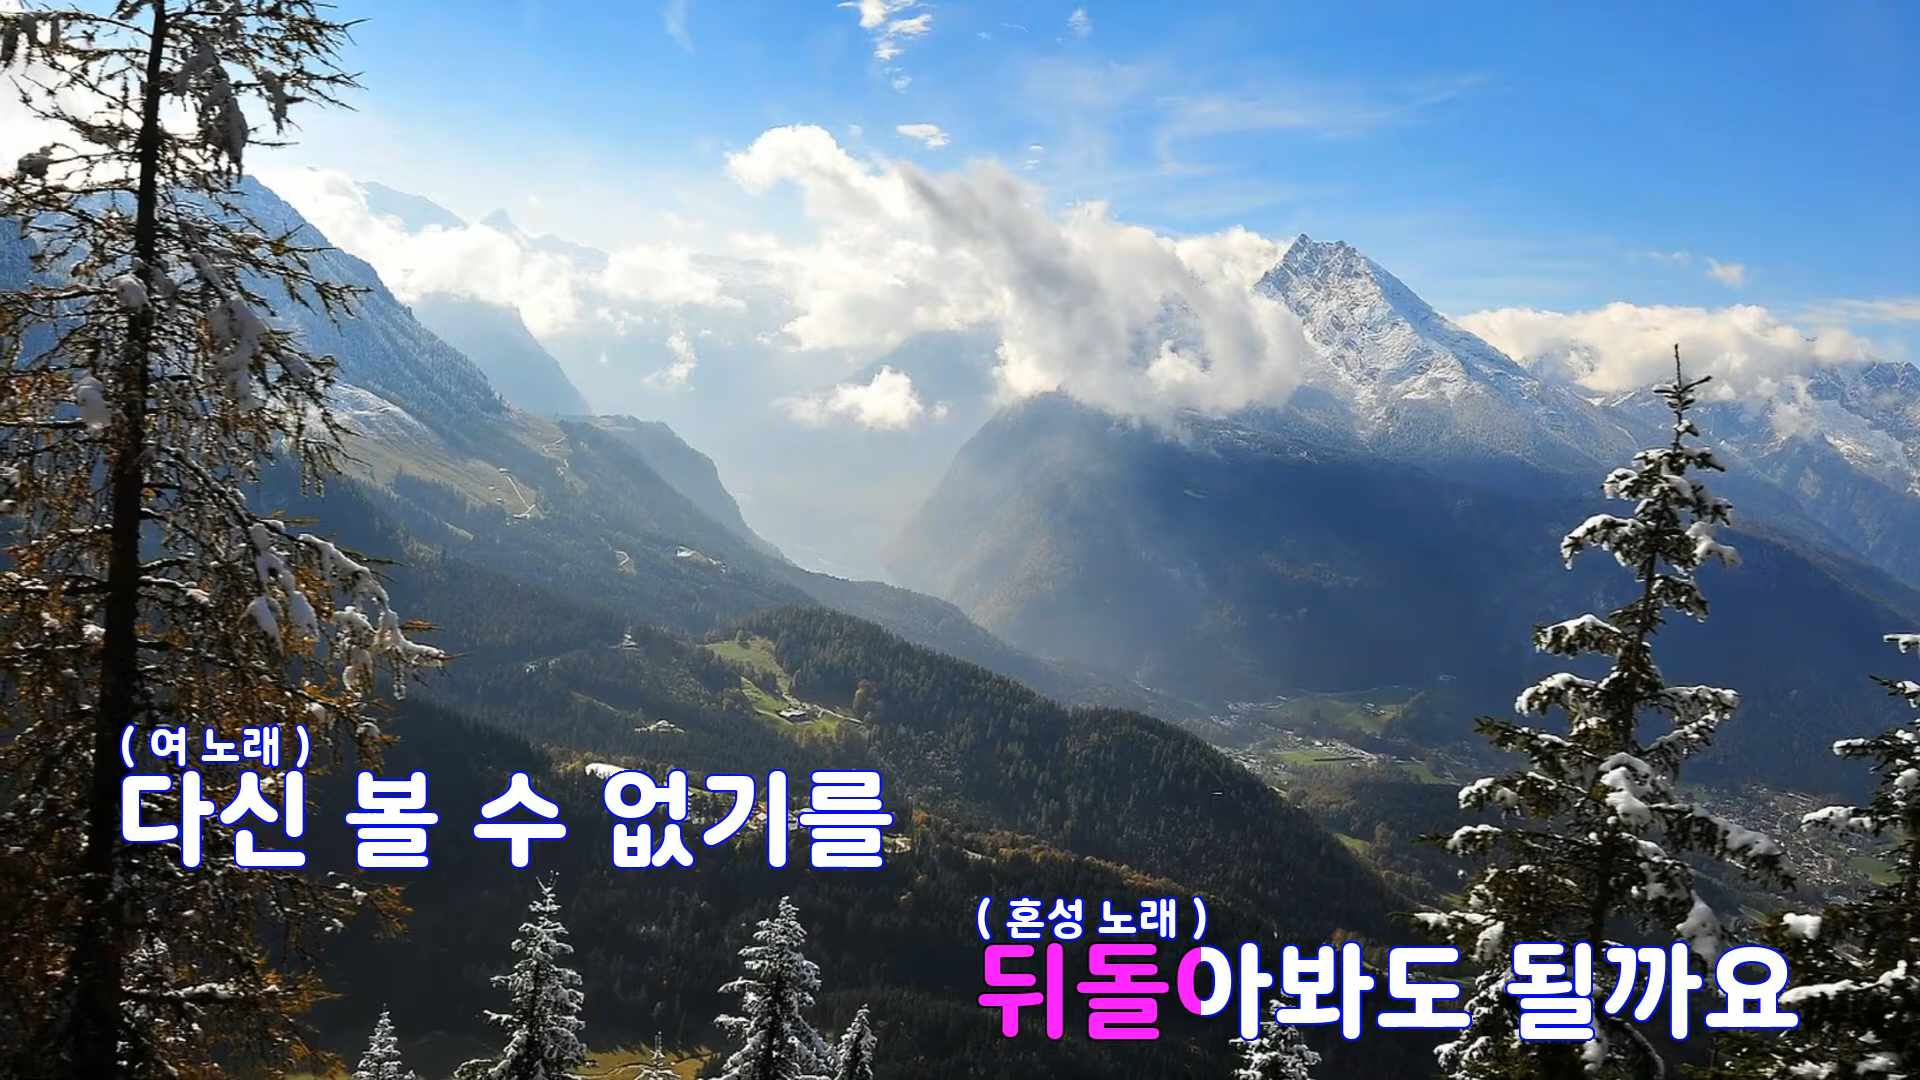 ( 여 노래 )
다신 볼 수 없기를
( 혼성 노래 )
뒤돌아봐도 될까요